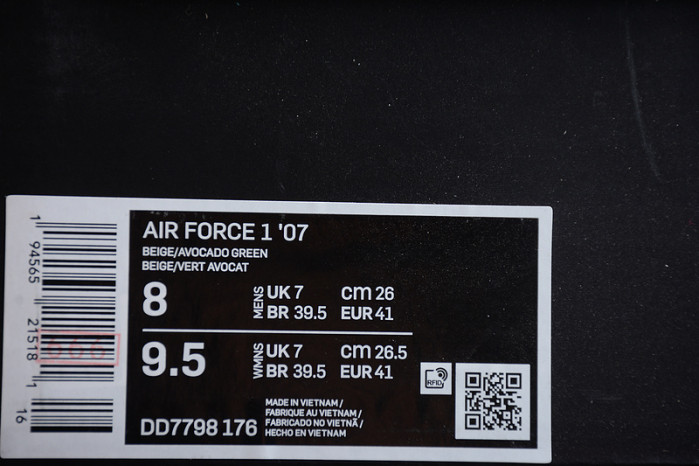 AIR FORCE 1 '07
BEIGE/AVOCADO GREEN
BEIGE/VERT AVOCAT
8 MENS UK 7 cm 26
BR 39.5 EUR 41
9.5 WMNS UK 7 cm 26.5
BR 39.5 EUR 41
RFID
DD7798 176
MADE IN VIETNAM /
FABRIQUE AU VIETNAM /
FABRICADO NO VIETNÃ /
HECHO EN VIETNAM
1 94565 21518 1 16
666